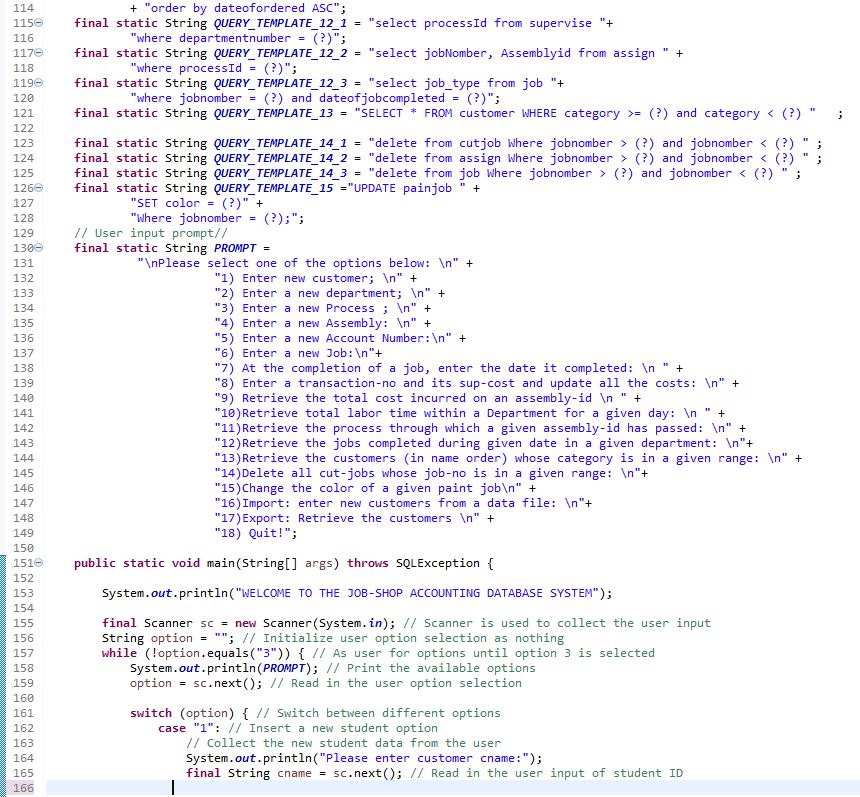 114 + "order by dateofordered ASC";
115 final static String QUERY_TEMPLATE_12_1 = "select processId from supervise "+
116 "where departmentnumber = (?)";
117 final static String QUERY_TEMPLATE_12_2 = "select jobNomber, Assemblyid from assign " +
118 "where processId = (?)";
119 final static String QUERY_TEMPLATE_12_3 = "select job_type from job "+
120 "where jobnomber = (?) and dateofjobcompleted = (?)";
121 final static String QUERY_TEMPLATE_13 = "SELECT * FROM customer WHERE category >= (?) and category < (?) " ;
122
123 final static String QUERY_TEMPLATE_14_1 = "delete from cutjob Where jobnomber > (?) and jobnomber < (?) " ;
124 final static String QUERY_TEMPLATE_14_2 = "delete from assign Where jobnomber > (?) and jobnomber < (?) " ;
125 final static String QUERY_TEMPLATE_14_3 = "delete from job Where jobnomber > (?) and jobnomber < (?) " ;
126 final static String QUERY_TEMPLATE_15 ="UPDATE painjob " +
127 "SET color = (?)" +
128 "Where jobnomber = (?);";
129 // User input prompt//
130 final static String PROMPT =
131 "\nPlease select one of the options below: \n" +
132 "1) Enter new customer; \n" +
133 "2) Enter a new department; \n" +
134 "3) Enter a new Process ; \n" +
135 "4) Enter a new Assembly: \n" +
136 "5) Enter a new Account Number:\n" +
137 "6) Enter a new Job:\n"+
138 "7) At the completion of a job, enter the date it completed: \n " +
139 "8) Enter a transaction-no and its sup-cost and update all the costs: \n" +
140 "9) Retrieve the total cost incurred on an assembly-id \n " +
141 "10)Retrieve total labor time within a Department for a given day: \n " +
142 "11)Retrieve the process through which a given assembly-id has passed: \n" +
143 "12)Retrieve the jobs completed during given date in a given department: \n"+
144 "13)Retrieve the customers (in name order) whose category is in a given range: \n" +
145 "14)Delete all cut-jobs whose job-no is in a given range: \n"+
146 "15)Change the color of a given paint job\n" +
147 "16)Import: enter new customers from a data file: \n"+
148 "17)Export: Retrieve the customers \n" +
149 "18) Quit!";
150
151 public static void main(String[] args) throws SQLException {
152
153 System.out.println("WELCOME TO THE JOB-SHOP ACCOUNTING DATABASE SYSTEM");
154
155 final Scanner sc = new Scanner(System.in); // Scanner is used to collect the user input
156 String option = ""; // Initialize user option selection as nothing
157 while (!option.equals("3")) { // As user for options until option 3 is selected
158 System.out.println(PROMPT); // Print the available options
159 option = sc.next(); // Read in the user option selection
160
161 switch (option) { // Switch between different options
162 case "1": // Insert a new student option
163 // Collect the new student data from the user
164 System.out.println("Please enter customer cname:");
165 final String cname = sc.next(); // Read in the user input of student ID
166